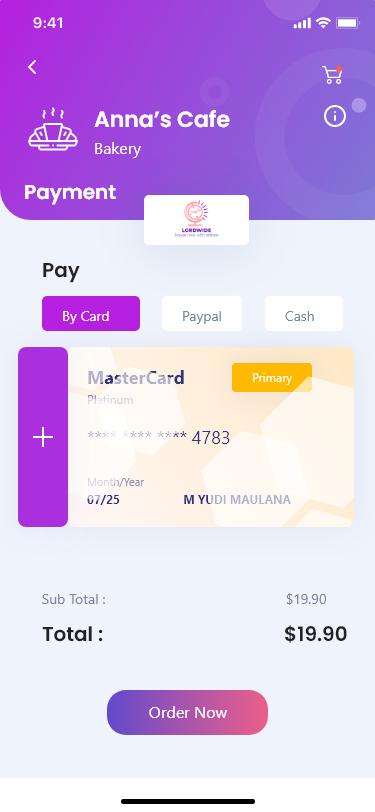 9:41
Anna's Cafe
Bakery
Payment
LORDWIDE
Pay
By Card
Paypal
Cash
MasterCard
Primary
Platinum
**** **** **** 4783
Month/Year
07/25
M YUDI MAULANA
Sub Total :
$19.90
Total :
$19.90
Order Now